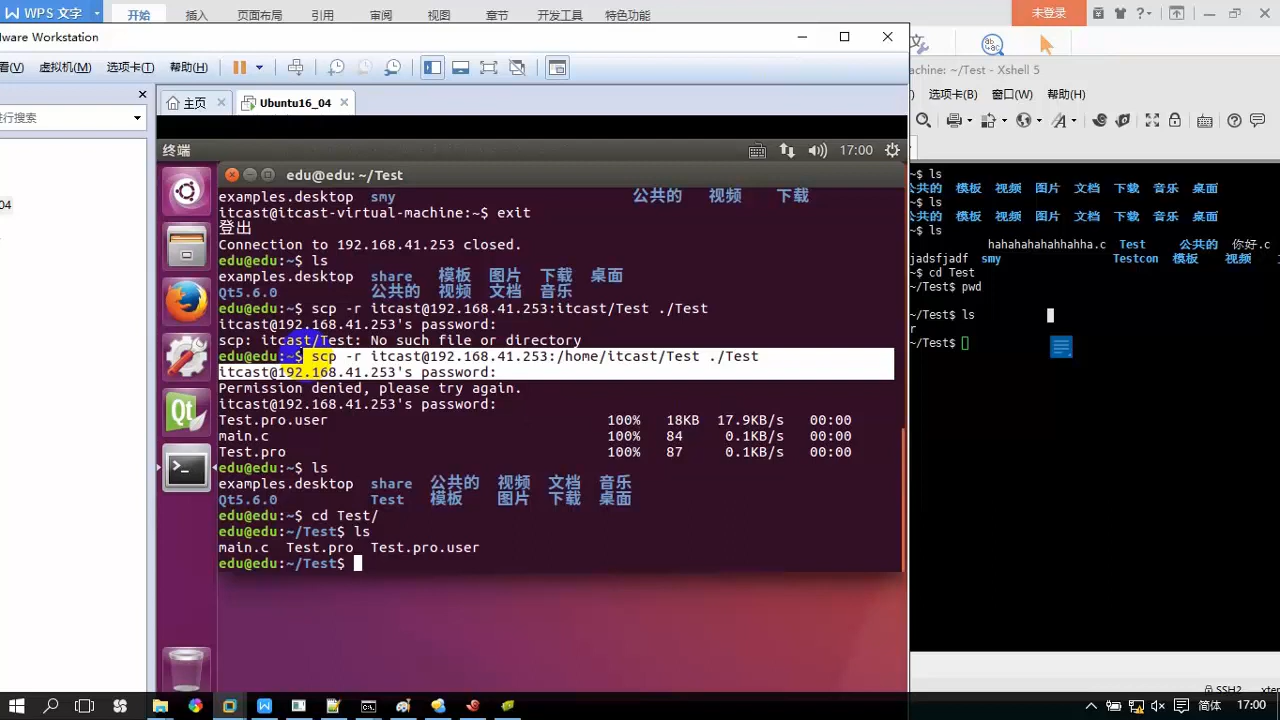 WPS 文字 开始 插入 页面布局 引用 审阅 视图 章节 开发工具 特色功能 未登录
ware Workstation
看(V) 虚拟机(M) 选项卡(T) 帮助(H)
行搜索
主页 Ubuntu16_04
04
终端 17:00
edu@edu: ~/Test
examples.desktop smy 公共的 视频 下载
itcast@itcast-virtual-machine:~$ exit
登出
Connection to 192.168.41.253 closed.
edu@edu:~$ ls
examples.desktop share 模板 图片 下载 桌面
Qt5.6.0 公共的 视频 文档 音乐
edu@edu:~$ scp -r itcast@192.168.41.253:itcast/Test ./Test
itcast@192.168.41.253's password:
scp: itcast/Test: No such file or directory
edu@edu:~$ scp -r itcast@192.168.41.253:/home/itcast/Test ./Test
itcast@192.168.41.253's password:
Permission denied, please try again.
itcast@192.168.41.253's password:
Test.pro.user 100% 18KB 17.9KB/s 00:00
main.c 100% 84 0.1KB/s 00:00
Test.pro 100% 87 0.1KB/s 00:00
edu@edu:~$ ls
examples.desktop share 公共的 视频 文档 音乐
Qt5.6.0 Test 模板 图片 下载 桌面
edu@edu:~$ cd Test/
edu@edu:~/Test$ ls
main.c Test.pro Test.pro.user
edu@edu:~/Test$
achine: ~/Test - Xshell 5
选项卡(B) 窗口(W) 帮助(H)
~$ ls
公共的 模板 视频 图片 文档 下载 音乐 桌面
~$ ls
公共的 模板 视频 图片 文档 下载 音乐 桌面
~$ ls
hahahahahahhahha.c Test 公共的 你好.c
jadsfjadf smy Testcon 模板 视频
~$ cd Test
~/Test$ pwd
~/Test$ ls
r
~/Test$
SSH2 xter
简体 17:00